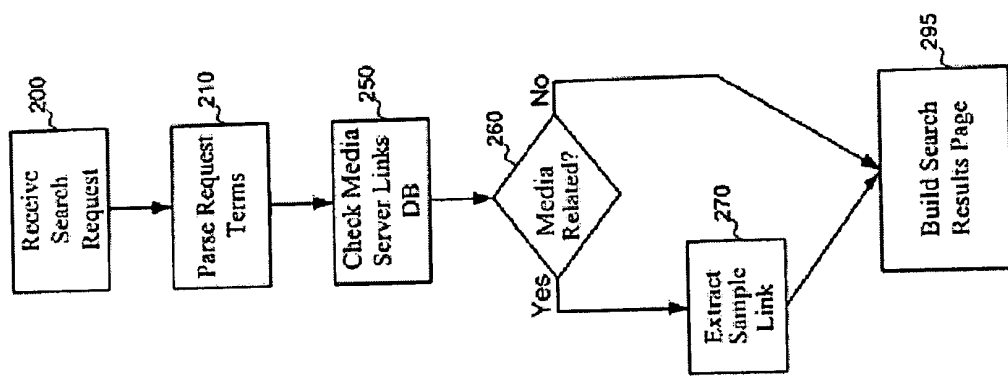 200
Receive
Search
Request
210
Parse Request
Terms
250
Check Media
Server Links
DB
260
Media
Related?
Yes
No
270
Extract
Sample
Link
295
Build Search
Results Page